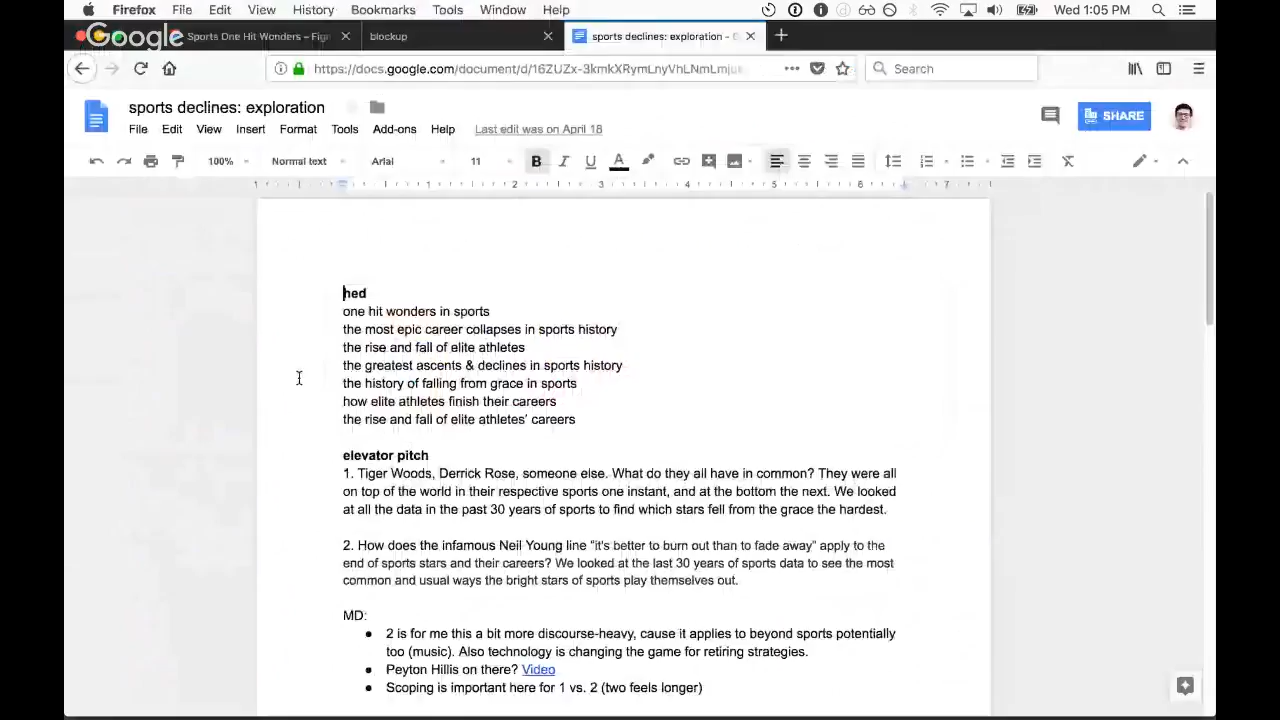 Firefox File Edit View History Bookmarks Tools Window Help Wed 1:05 PM
Google
Sports One Hit Wonders – Figm blockup sports declines: exploration -
https://docs.google.com/document/d/16ZUZx-3kmkXRymLnyVhLNmLmjue Search
sports declines: exploration
File Edit View Insert Format Tools Add-ons Help Last edit was on April 18
SHARE
100% Normal text Arial 11
1 1 2 3 4 5 6 7
hed
one hit wonders in sports
the most epic career collapses in sports history
the rise and fall of elite athletes
the greatest ascents & declines in sports history
the history of falling from grace in sports
how elite athletes finish their careers
the rise and fall of elite athletes’ careers
elevator pitch
1. Tiger Woods, Derrick Rose, someone else. What do they all have in common? They were all
on top of the world in their respective sports one instant, and at the bottom the next. We looked
at all the data in the past 30 years of sports to find which stars fell from the grace the hardest.
2. How does the infamous Neil Young line “it’s better to burn out than to fade away” apply to the
end of sports stars and their careers? We looked at the last 30 years of sports data to see the most
common and usual ways the bright stars of sports play themselves out.
MD:
● 2 is for me this a bit more discourse-heavy, cause it applies to beyond sports potentially
too (music). Also technology is changing the game for retiring strategies.
● Peyton Hillis on there? Video
● Scoping is important here for 1 vs. 2 (two feels longer)